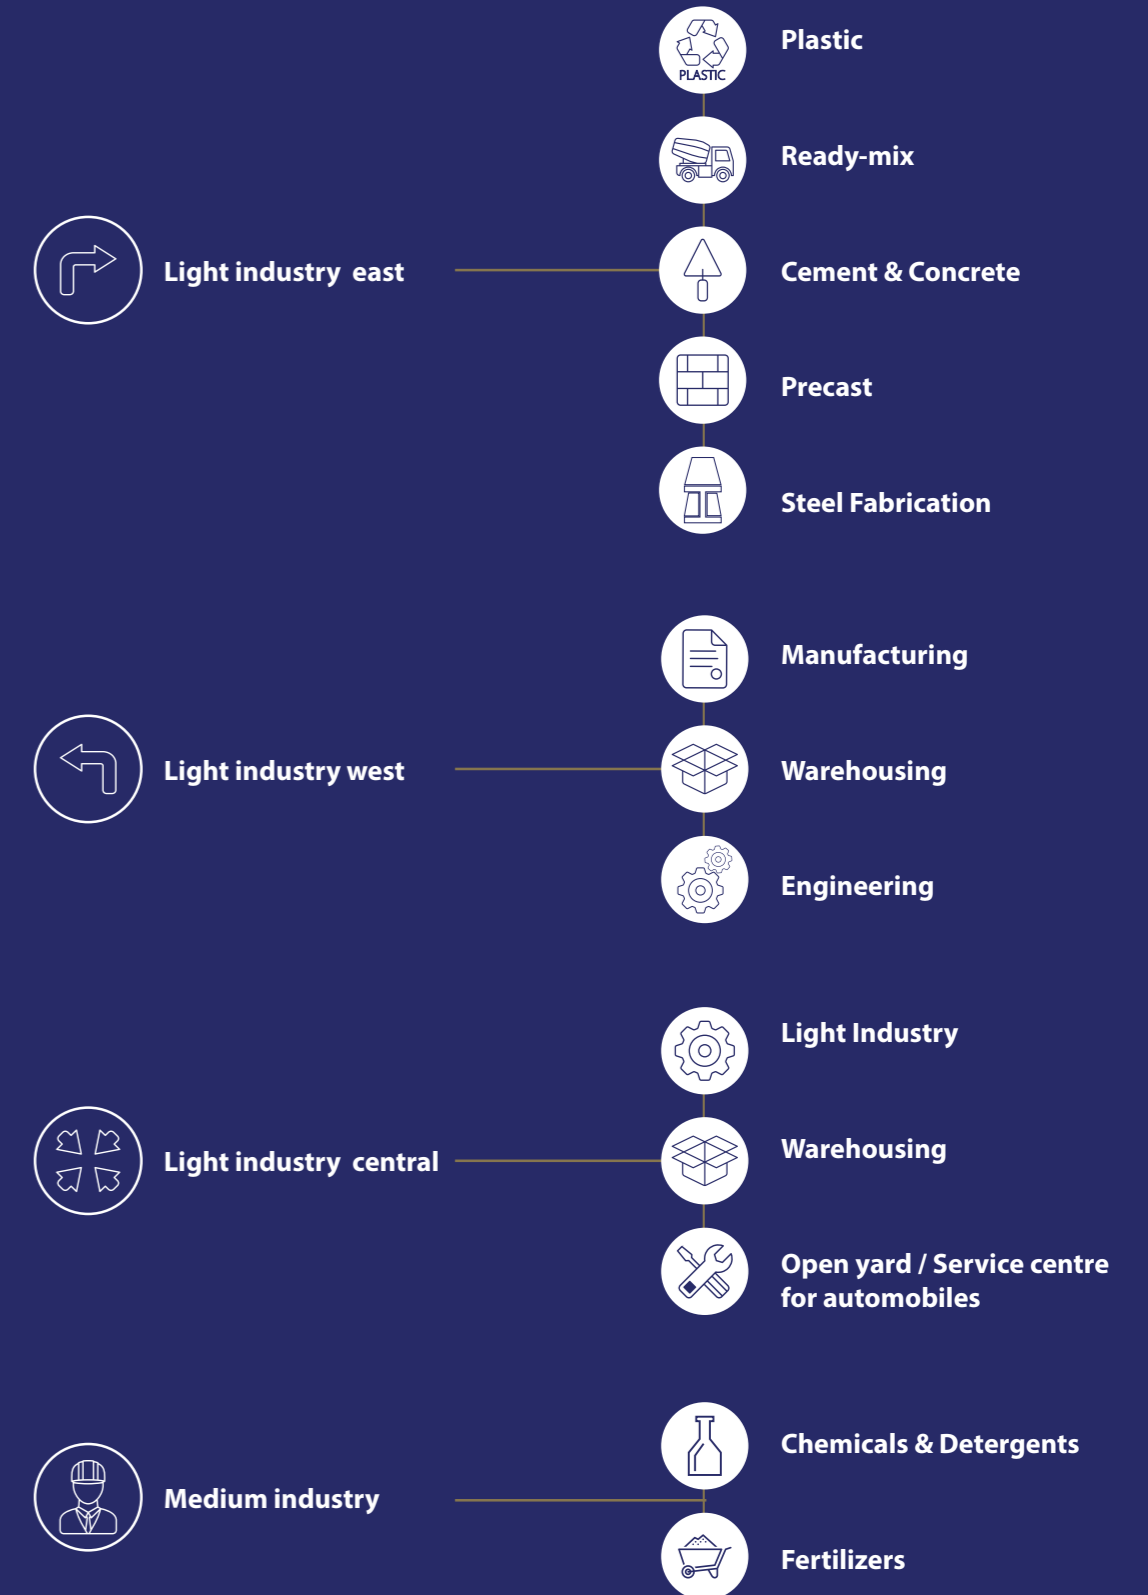 PLASTIC
Plastic
Ready-mix
Light industry east
Cement & Concrete
Precast
Steel Fabrication
Manufacturing
Light industry west
Warehousing
Engineering
Light Industry
Light industry central
Warehousing
Open yard / Service centre
for automobiles
Chemicals & Detergents
Medium industry
Fertilizers